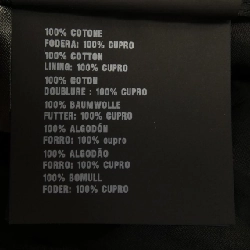 100% COTONE
FODERA: 100% CUPRO
100% COTTON
LINING: 100% CUPRO
100% COTON
DOUBLURE : 100% CUPRO
100% BAUMWOLLE
FUTTER: 100% CUPRO
100% ALGODÓN
FORRO: 100% cupro
100% ALGODÃO
FORRO: 100% CUPRO
100% BOMULL
FODER: 100% CUPRO